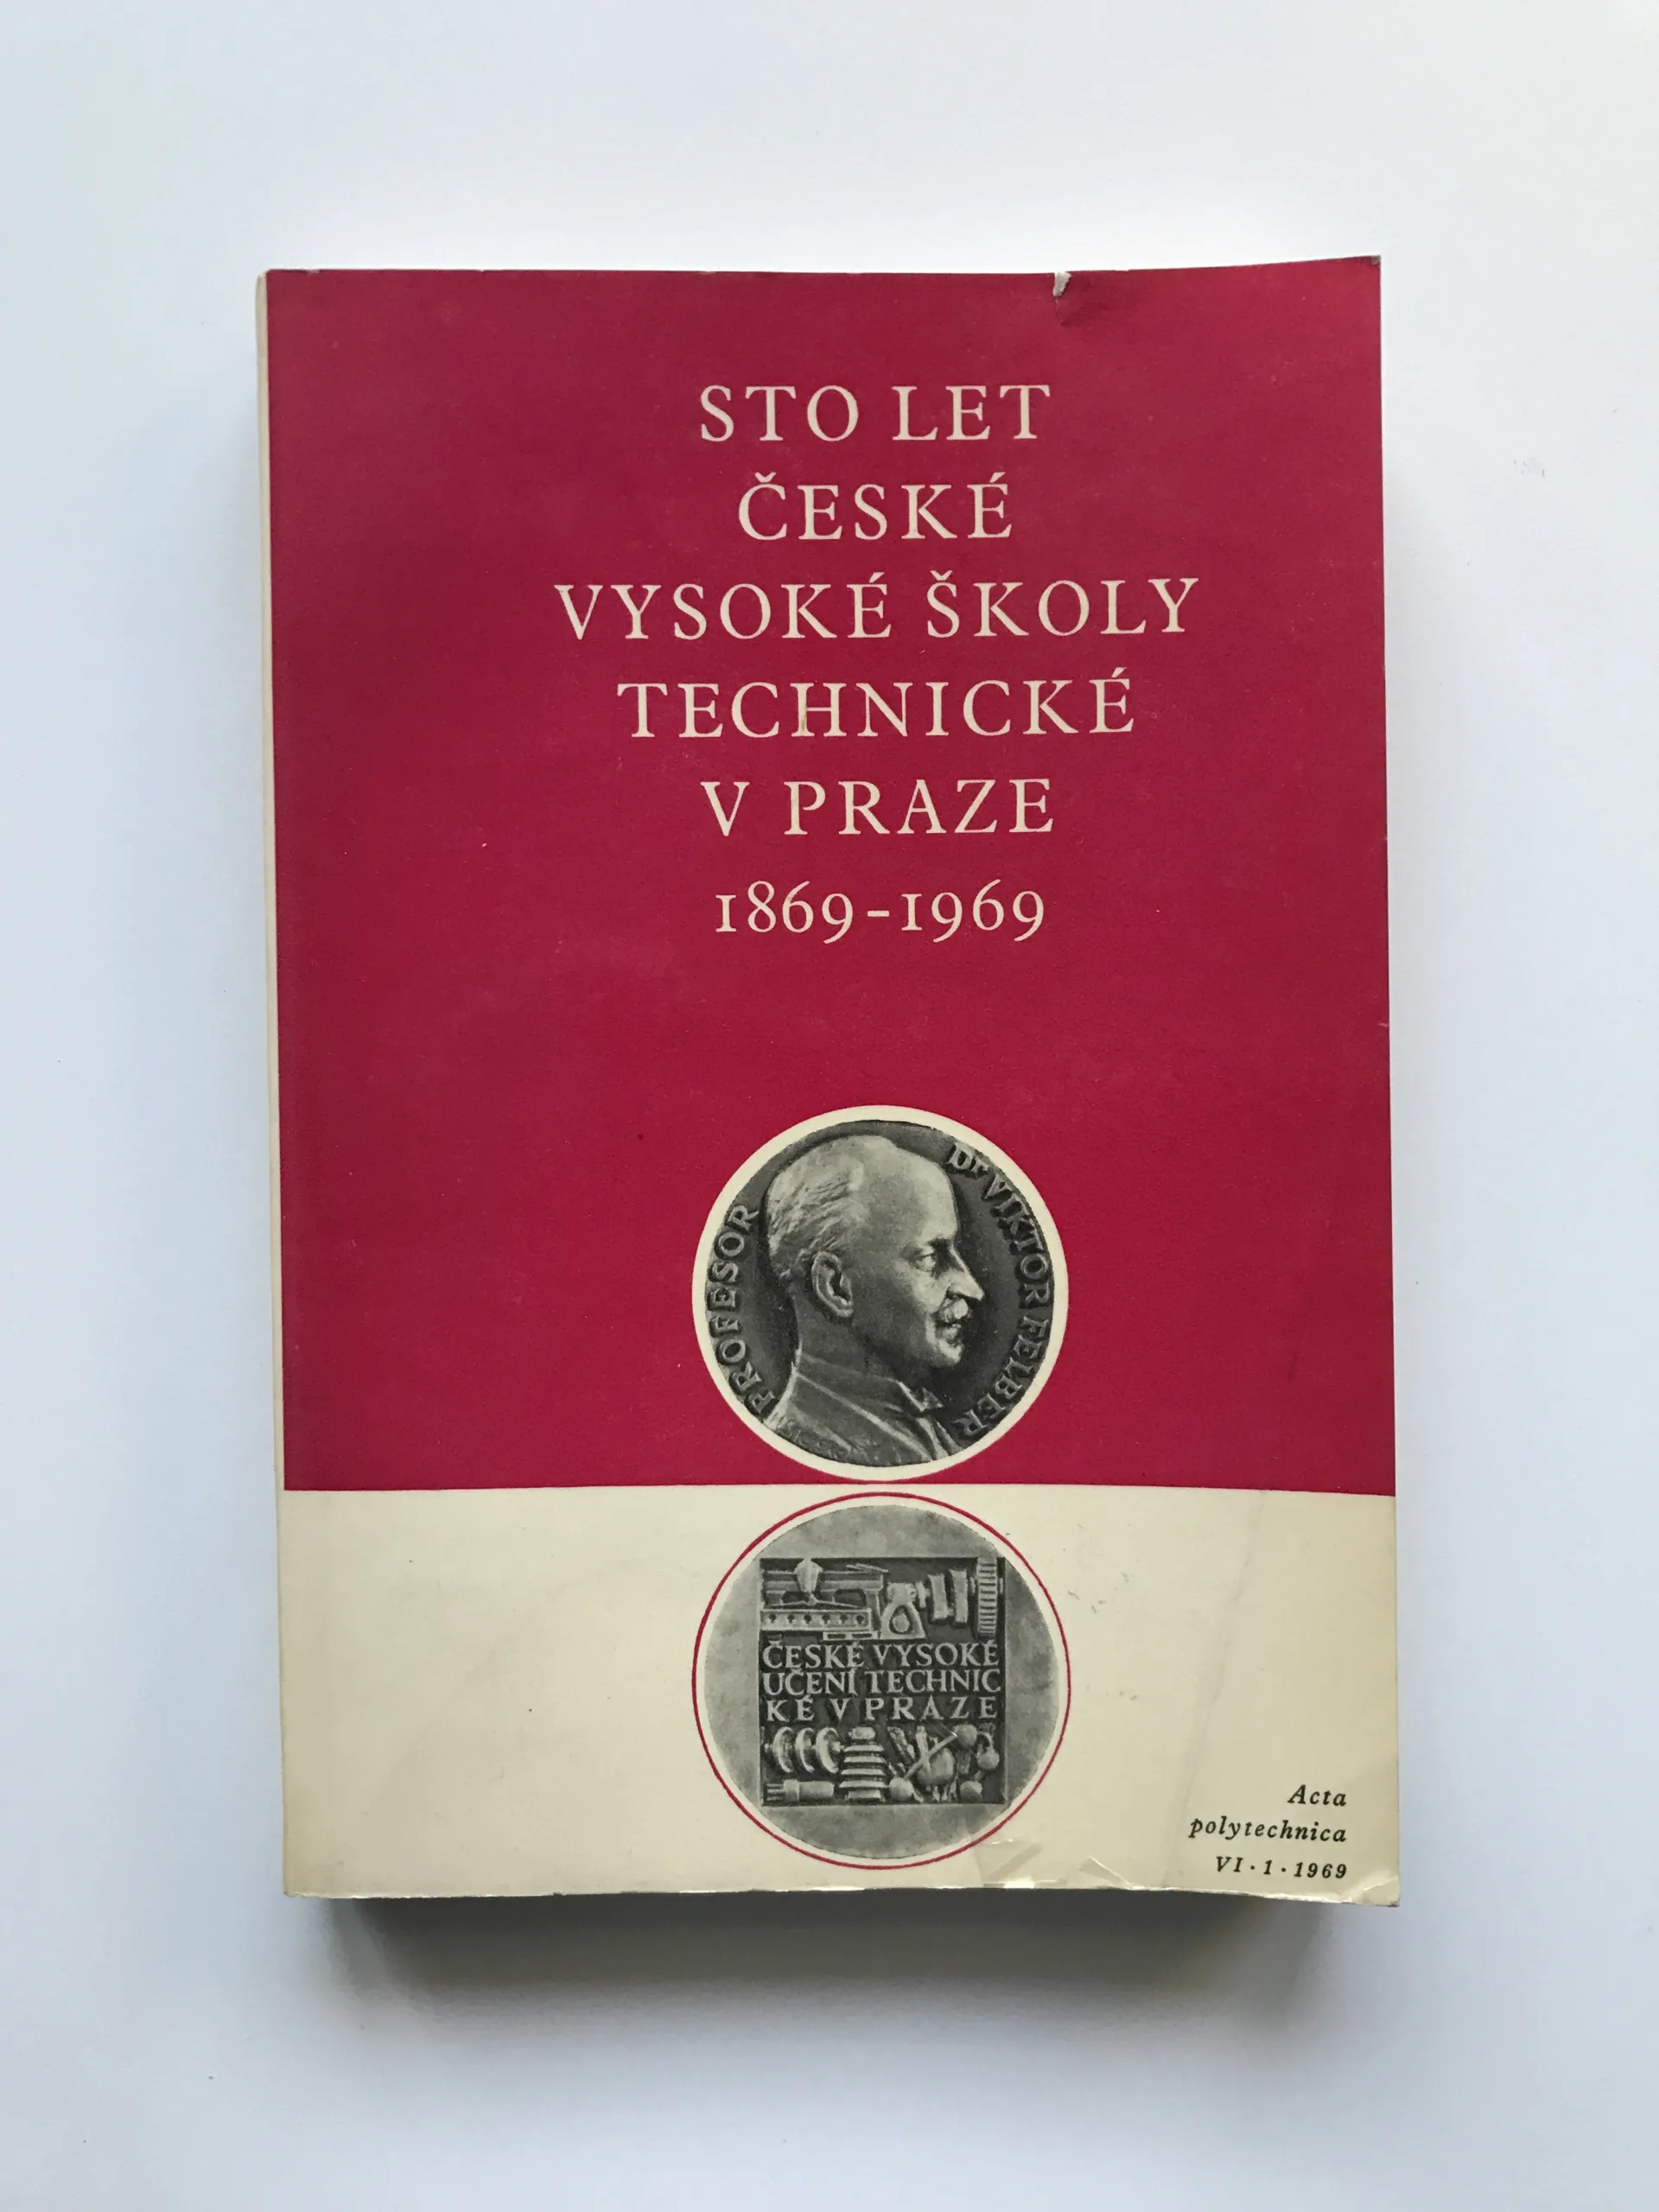 STO LET
ČESKÉ
VYSOKÉ ŠKOLY
TECHNICKÉ
V PRAZE
1869-1969
PROFESOR
Dr VIKTOR FELBER
ČESKÉ VYSOKÉ
UČENÍ TECHNIC
KÉ V PRAZE
Acta
polytechnica
VI·1·1969